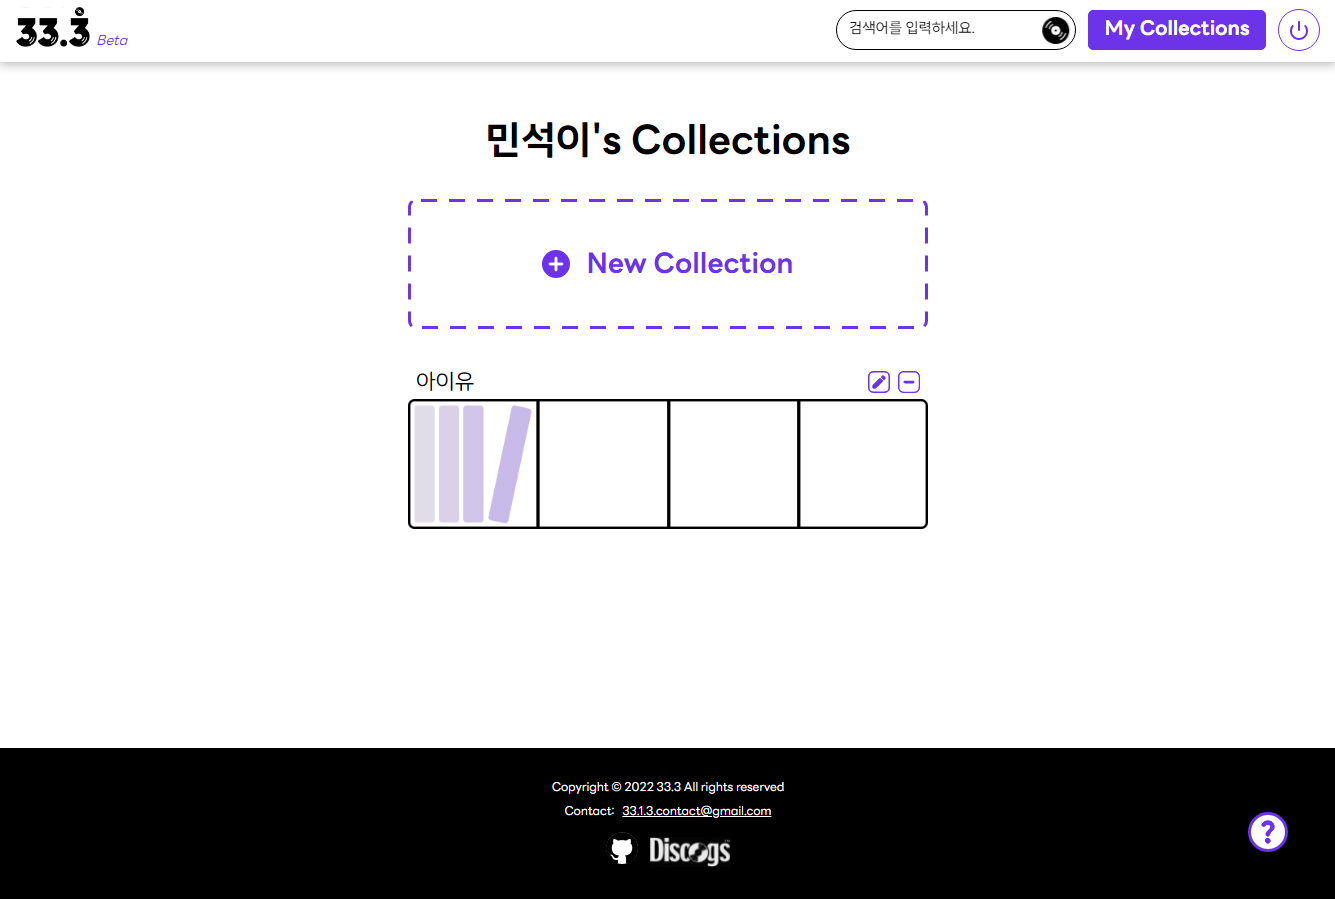 33.3 Beta
검색어를 입력하세요.
My Collections
민석이's Collections
New Collection
아이유
Copyright © 2022 33.3 All rights reserved
Contact: 33.1.3.contact@gmail.com
Discogs
?